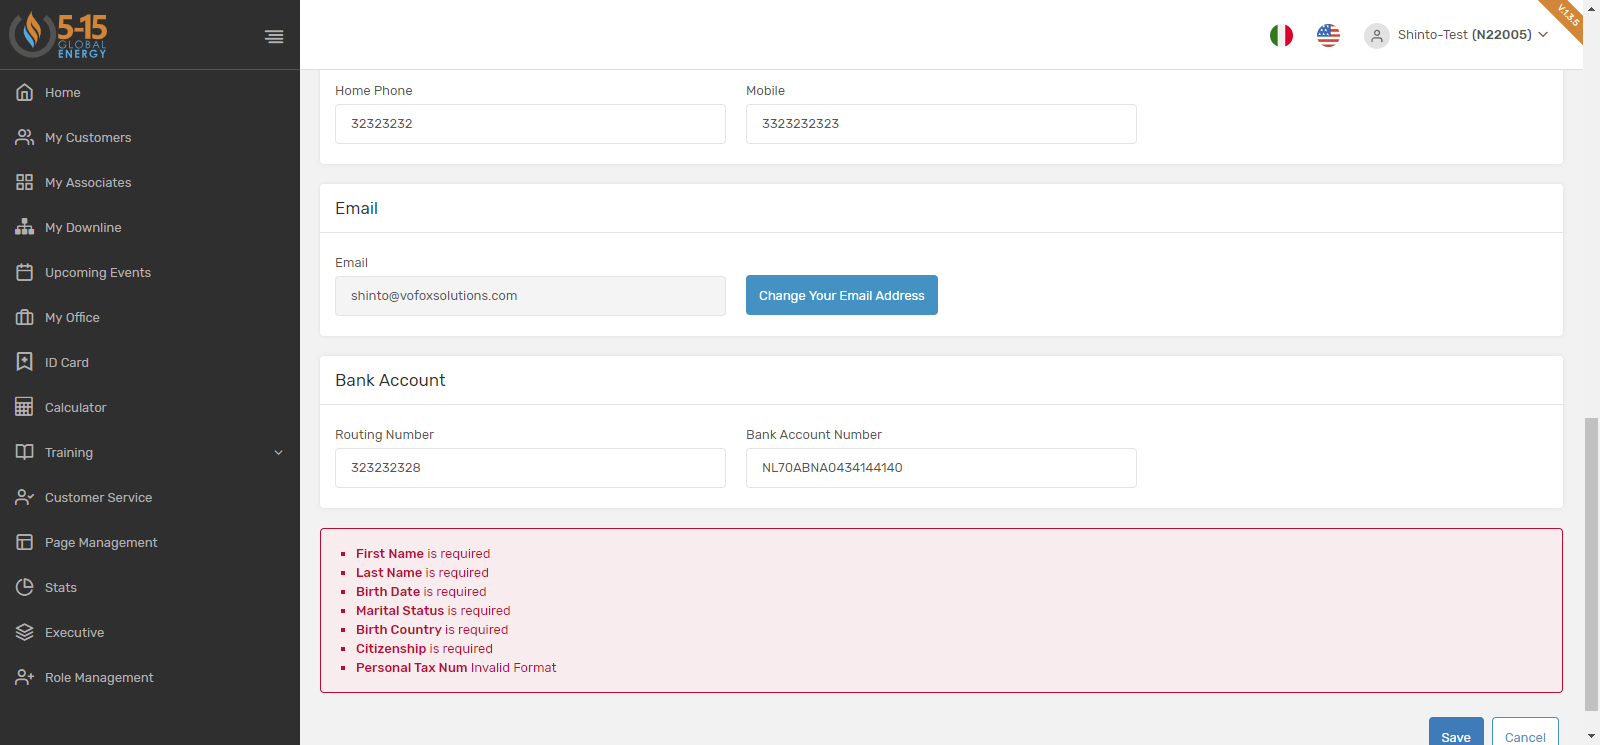 5-15
GLOBAL
ENERGY
Shinto-Test (N22005)
V.1.3.5
Home
My Customers
My Associates
My Downline
Upcoming Events
My Office
ID Card
Calculator
Training
Customer Service
Page Management
Stats
Executive
Role Management
Home Phone
Mobile
32323232
3323232323
Email
Email
shinto@vofoxsolutions.com
Change Your Email Address
Bank Account
Routing Number
Bank Account Number
323232328
NL70ABNA0434144140
First Name is required
Last Name is required
Birth Date is required
Marital Status is required
Birth Country is required
Citizenship is required
Personal Tax Num Invalid Format
Save
Cancel